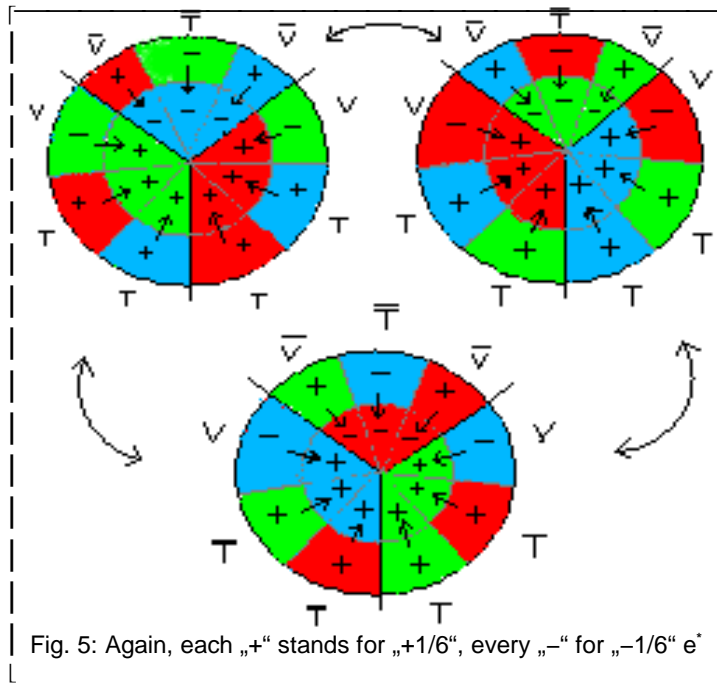 V̅ T̅ V̅
V V
T T
T T
V̅ T̅ V̅
V V
T T
T T
V̅ T̅ V̅
V V
T T
T T
Fig. 5: Again, each „+“ stands for „+1/6“, every „−“ for „−1/6“ e*